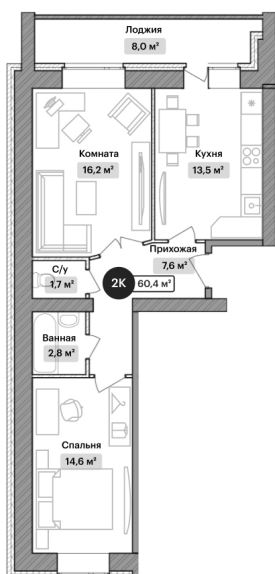 Лоджия
8,0 м²
Комната
16,2 м²
Кухня
13,5 м²
Прихожая
7,6 м²
С/у
1,7 м²
2К
60,4 м²
Ванная
2,8 м²
Спальня
14,6 м²